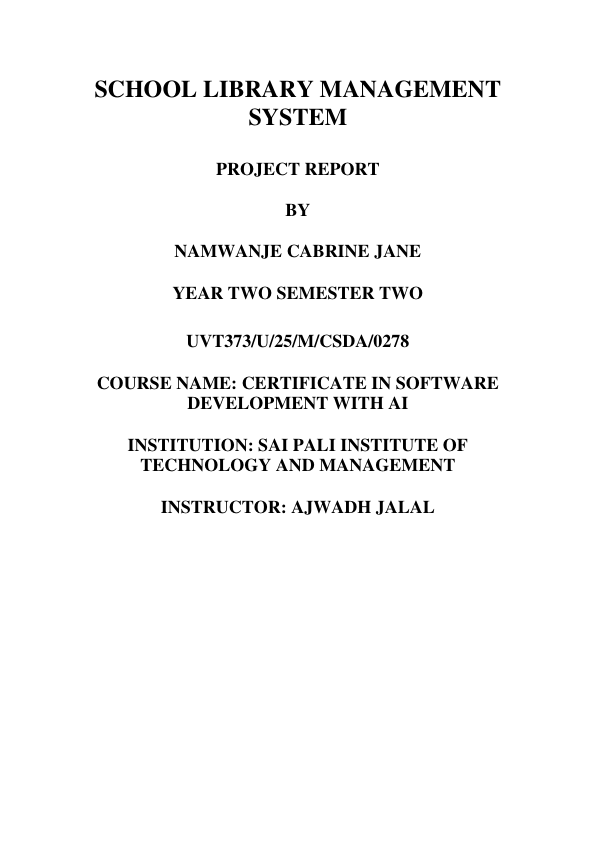 SCHOOL LIBRARY MANAGEMENT
SYSTEM
PROJECT REPORT
BY
NAMWANJE CABRINE JANE
YEAR TWO SEMESTER TWO
UVT373/U/25/M/CSDA/0278
COURSE NAME: CERTIFICATE IN SOFTWARE
DEVELOPMENT WITH AI
INSTITUTION: SAI PALI INSTITUTE OF
TECHNOLOGY AND MANAGEMENT
INSTRUCTOR: AJWADH JALAL